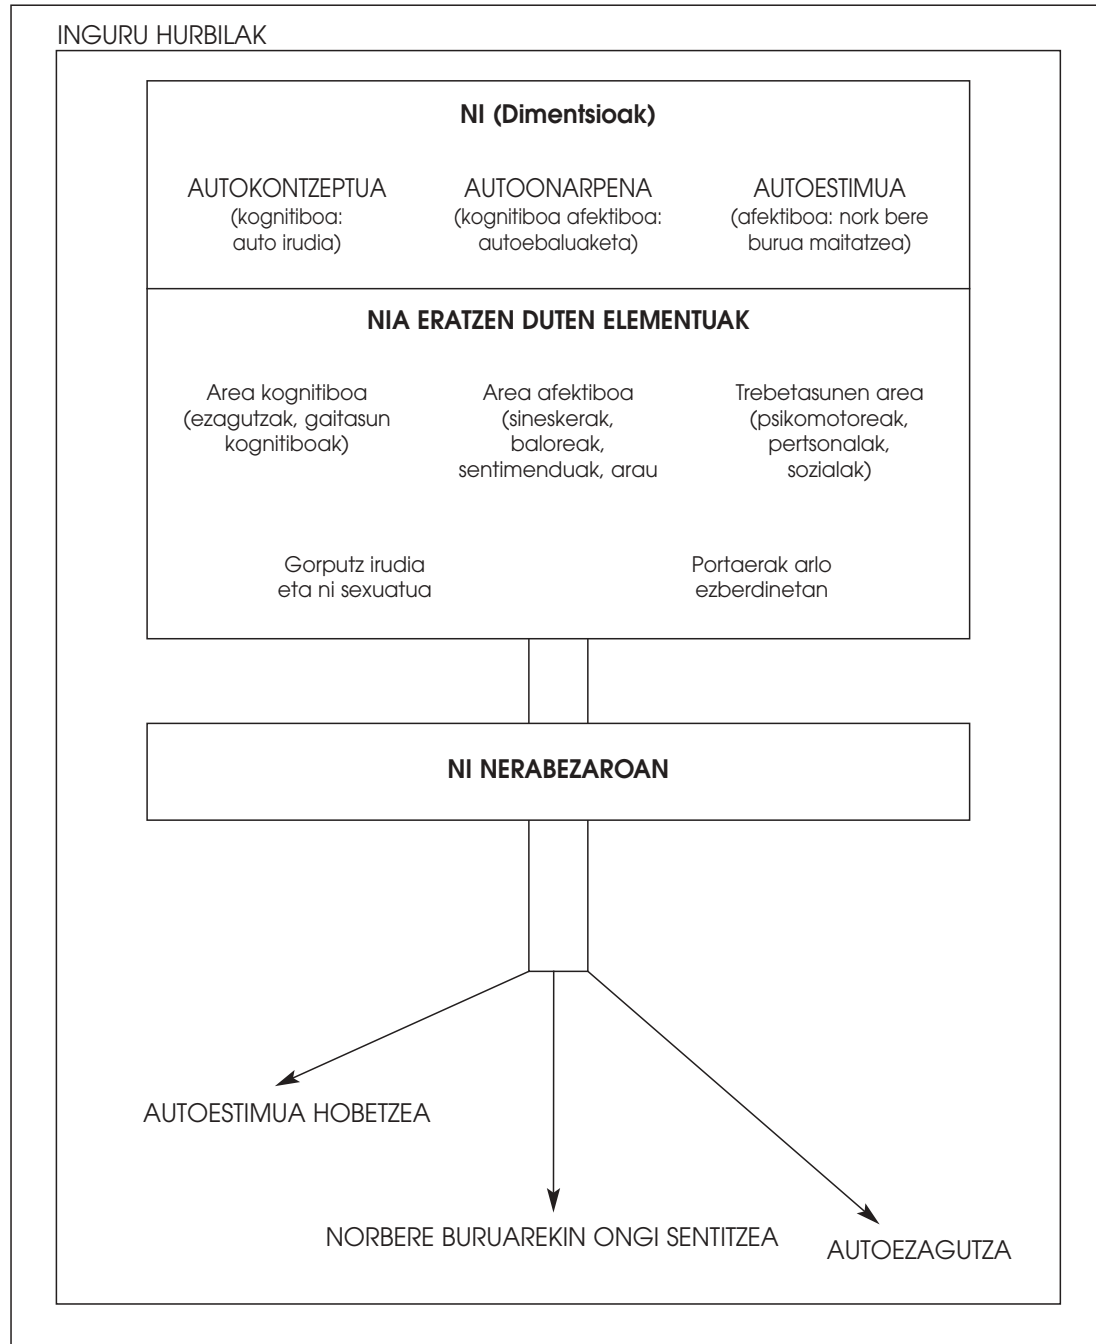 INGURU HURBILAK
NI (Dimentsioak)
AUTOKONTZEPTUA
(kognitiboa:
auto irudia)
AUTOONARPENA
(kognitiboa afektiboa:
autoebaluaketa)
AUTOESTIMUA
(afektiboa: nork bere
burua maitatzea)
NIA ERATZEN DUTEN ELEMENTUAK
Area kognitiboa
(ezagutzak, gaitasun
kognitiboak)
Area afektiboa
(sineskerak,
baloreak,
sentimenduak, arau
Trebetasunen area
(psikomotoreak,
pertsonalak,
sozialak)
Gorputz irudia
eta ni sexuatua
Portaerak arlo
ezberdinetan
NI NERABEZAROAN
AUTOESTIMUA HOBETZEA
NORBERE BURUAREKIN ONGI SENTITZEA
AUTOEZAGUTZA